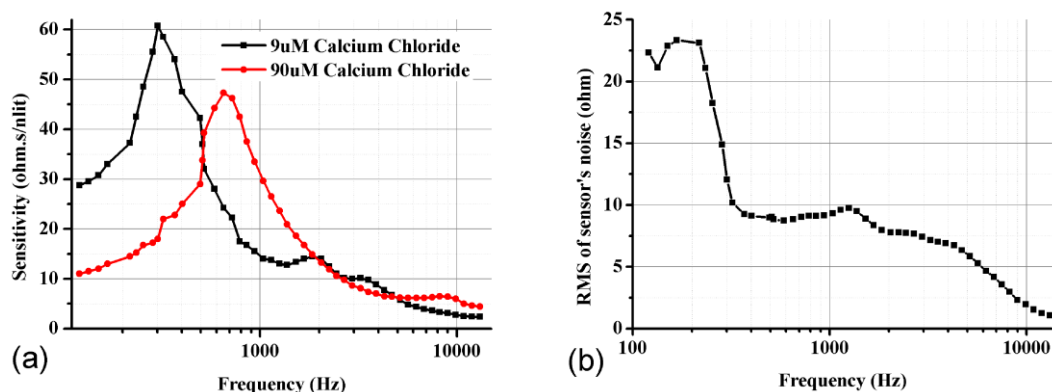 60
50
40
30
20
10
0
Sensitivity (ohm.s/nlit)
9uM Calcium Chloride
90uM Calcium Chloride
1000
10000
Frequency (Hz)
(a)
25
20
15
10
5
0
RMS of sensor's noise (ohm)
100
1000
10000
Frequency (Hz)
(b)